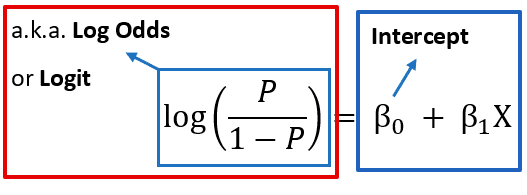 a.k.a. Log Odds
or Logit
Intercept
log(P/(1 − P)) = β₀ + β₁X